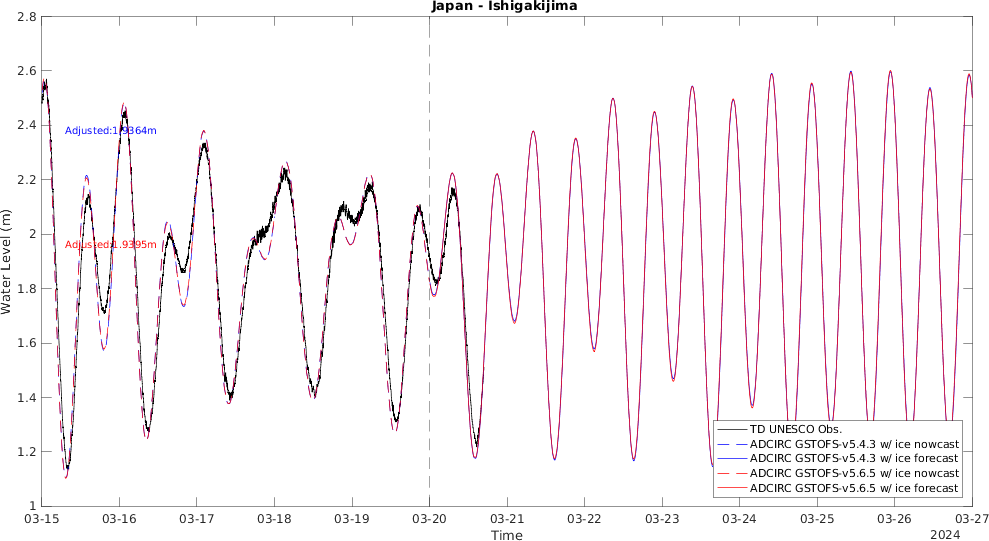 Japan - Ishigakijima
2.8
2.6
2.4
2.2
2
1.8
1.6
1.4
1.2
1
Water Level (m)
Adjusted:1.9364m
Adjusted:1.9395m
TD UNESCO Obs.
ADCIRC GSTOFS-v5.4.3 w/ ice nowcast
ADCIRC GSTOFS-v5.4.3 w/ ice forecast
ADCIRC GSTOFS-v5.6.5 w/ ice nowcast
ADCIRC GSTOFS-v5.6.5 w/ ice forecast
03-15 03-16 03-17 03-18 03-19 03-20 03-21 03-22 03-23 03-24 03-25 03-26 03-27
Time
2024